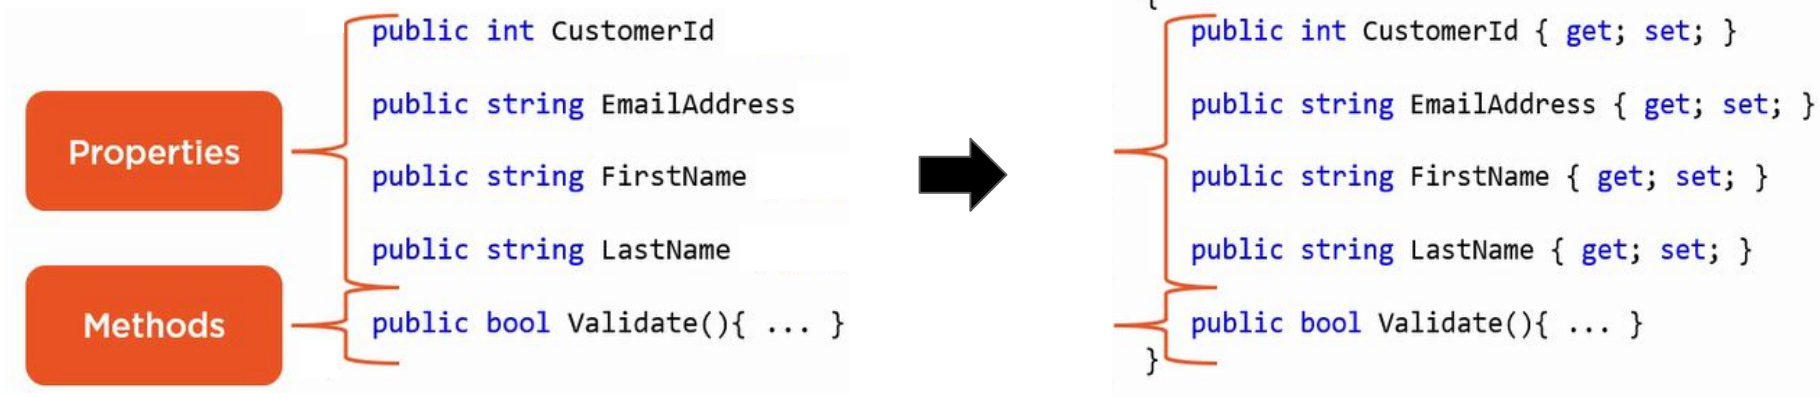 Properties
public int CustomerId
public string EmailAddress
public string FirstName
public string LastName
Methods
public bool Validate(){ ... }
{
public int CustomerId { get; set; }
public string EmailAddress { get; set; }
public string FirstName { get; set; }
public string LastName { get; set; }
public bool Validate(){ ... }
}